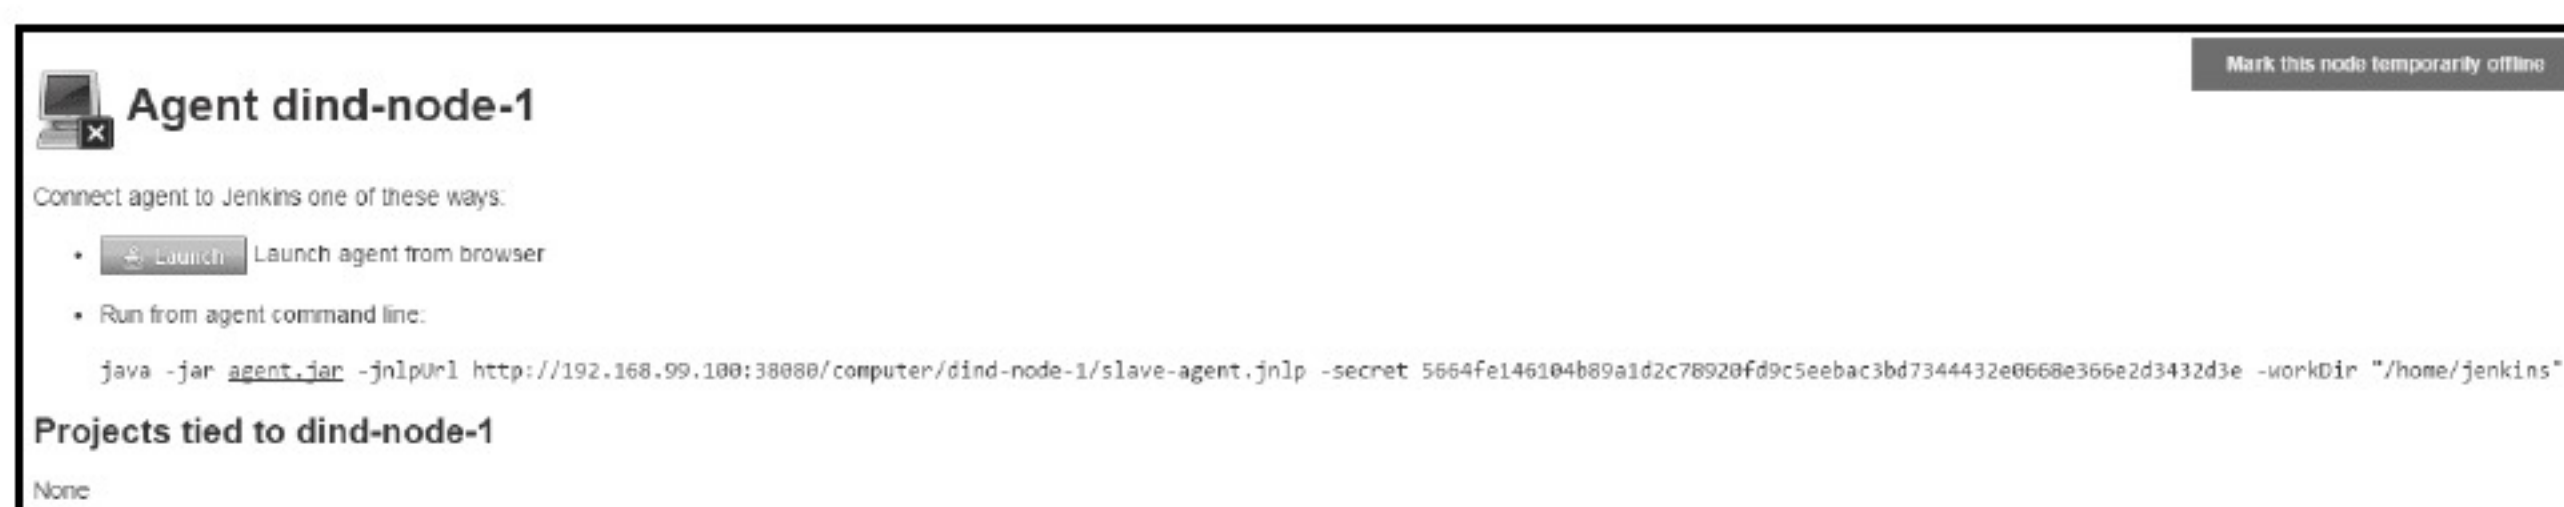 Mark this node temporarily offline
Agent dind-node-1
Connect agent to Jenkins one of these ways:
• Launch Launch agent from browser
• Run from agent command line:
java -jar agent.jar -jnlpUrl http://192.168.99.100:38080/computer/dind-node-1/slave-agent.jnlp -secret 5664fe146104b89a1d2c78920fd9c5eebac3bd7344432e0668e366e2d3432d3e -workDir "/home/jenkins"
Projects tied to dind-node-1
None